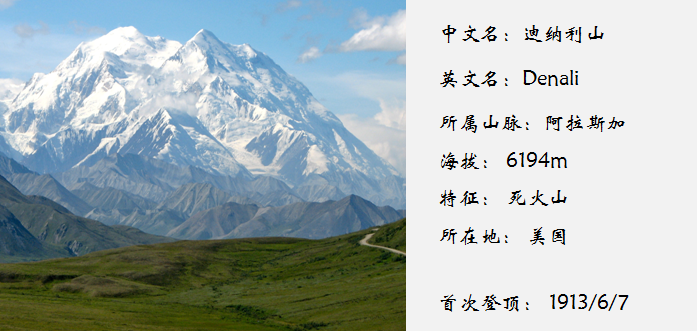 中文名：迪纳利山
英文名：Denali
所属山脉：阿拉斯加
海拔： 6194m
特征： 死火山
所在地： 美国
首次登顶： 1913/6/7